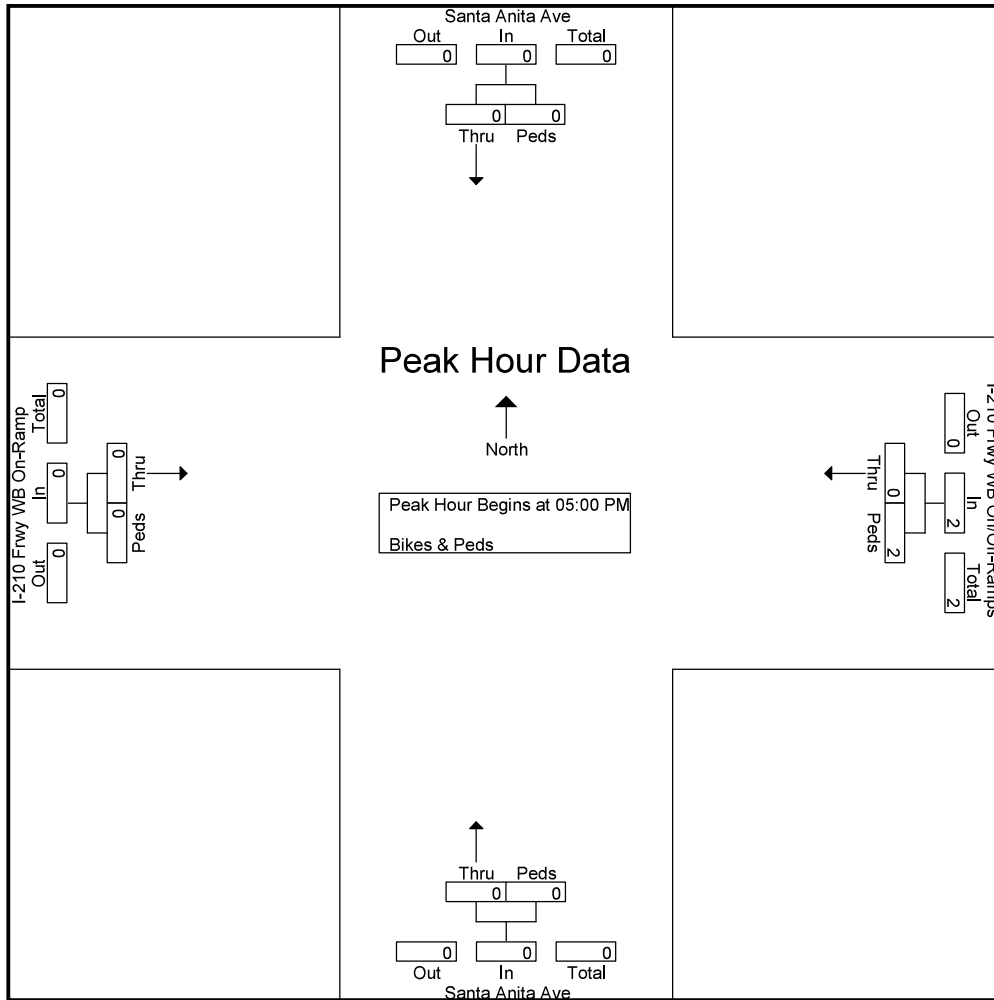 Santa Anita Ave
Out In Total
0 0 0
0 0
Thru Peds
Peak Hour Data
North
Peak Hour Begins at 05:00 PM
Bikes & Peds
I-210 Frwy WB On-Ramp
Out In Total
0 0 0
0 0
Peds Thru
I-210 Frwy WB
Out In Total
0 2 2
0 2
Thru Peds
Thru Peds
0 0
0 0 0
Out In Total
Santa Anita Ave